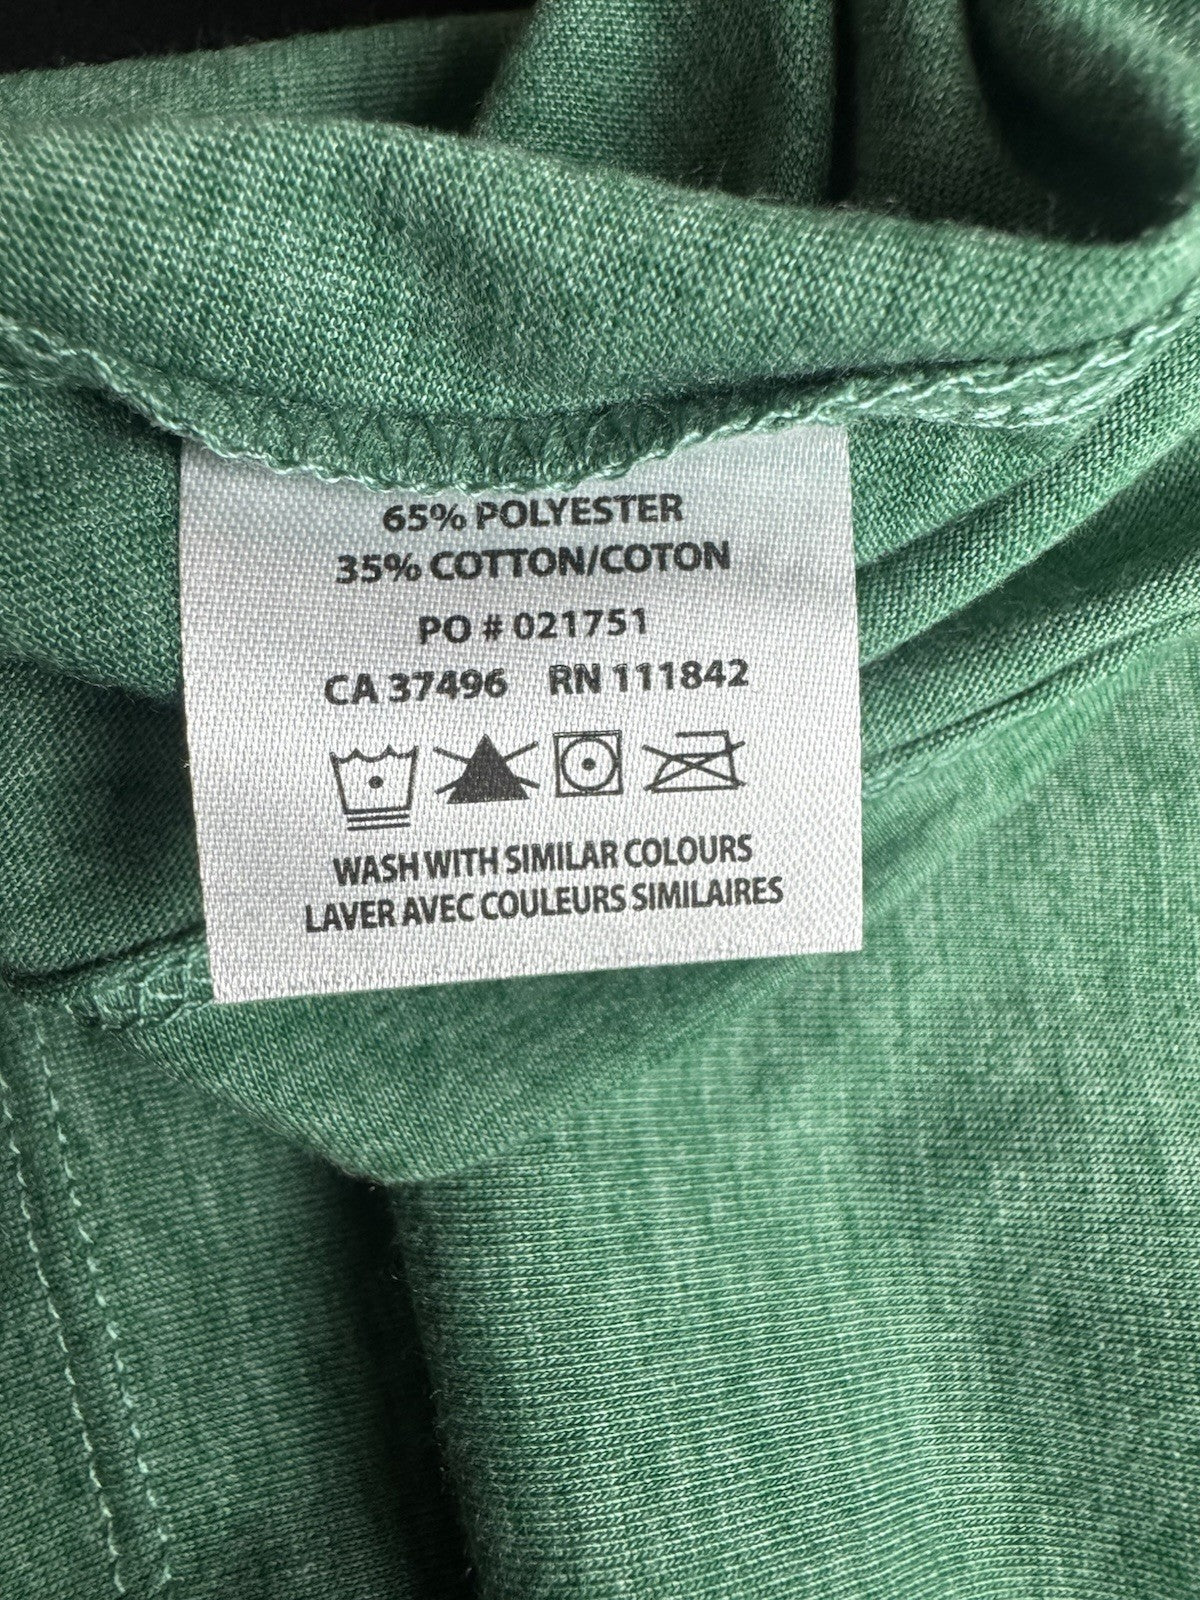 65% POLYESTER
35% COTTON/COTON
PO # 021751
CA 37496 RN 111842
WASH WITH SIMILAR COLOURS
LAVER AVEC COULEURS SIMILAIRES